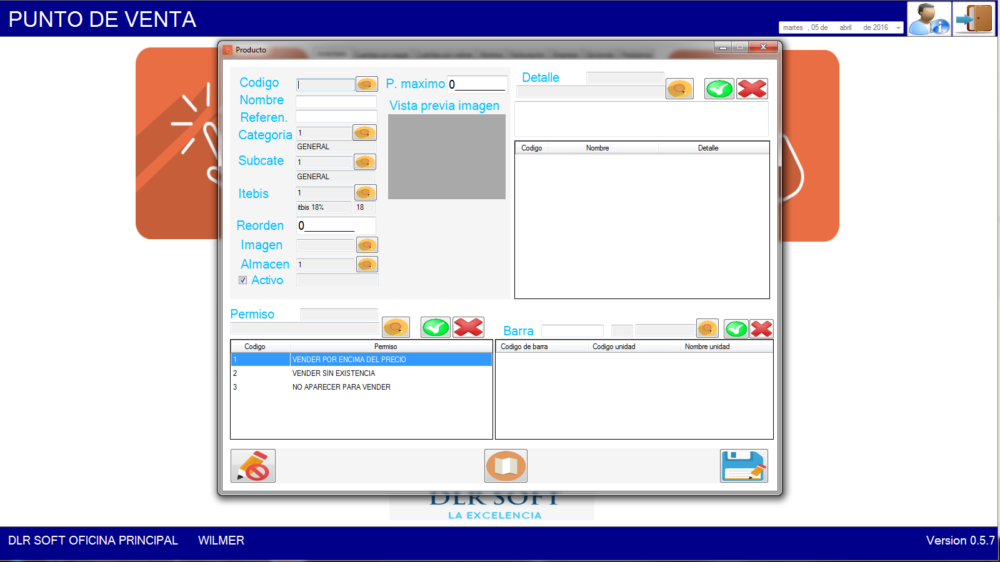 PUNTO DE VENTA
martes , 05 de abril de 2016
Producto
Codigo
P. maximo 0
Nombre
Vista previa imagen
Referen.
Categoria 1
GENERAL
Subcate 1
GENERAL
Itebis 1
itbis 18% 18
Reorden 0
Imagen
Almacen 1
Activo
Detalle
Codigo Nombre Detalle
Permiso
Codigo Permiso
1 VENDER POR ENCIMA DEL PRECIO
2 VENDER SIN EXISTENCIA
3 NO APARECER PARA VENDER
Barra
Codigo de barra Codigo unidad Nombre unidad
DLR SOFT
LA EXCELENCIA
DLR SOFT OFICINA PRINCIPAL WILMER
Version 0.5.7